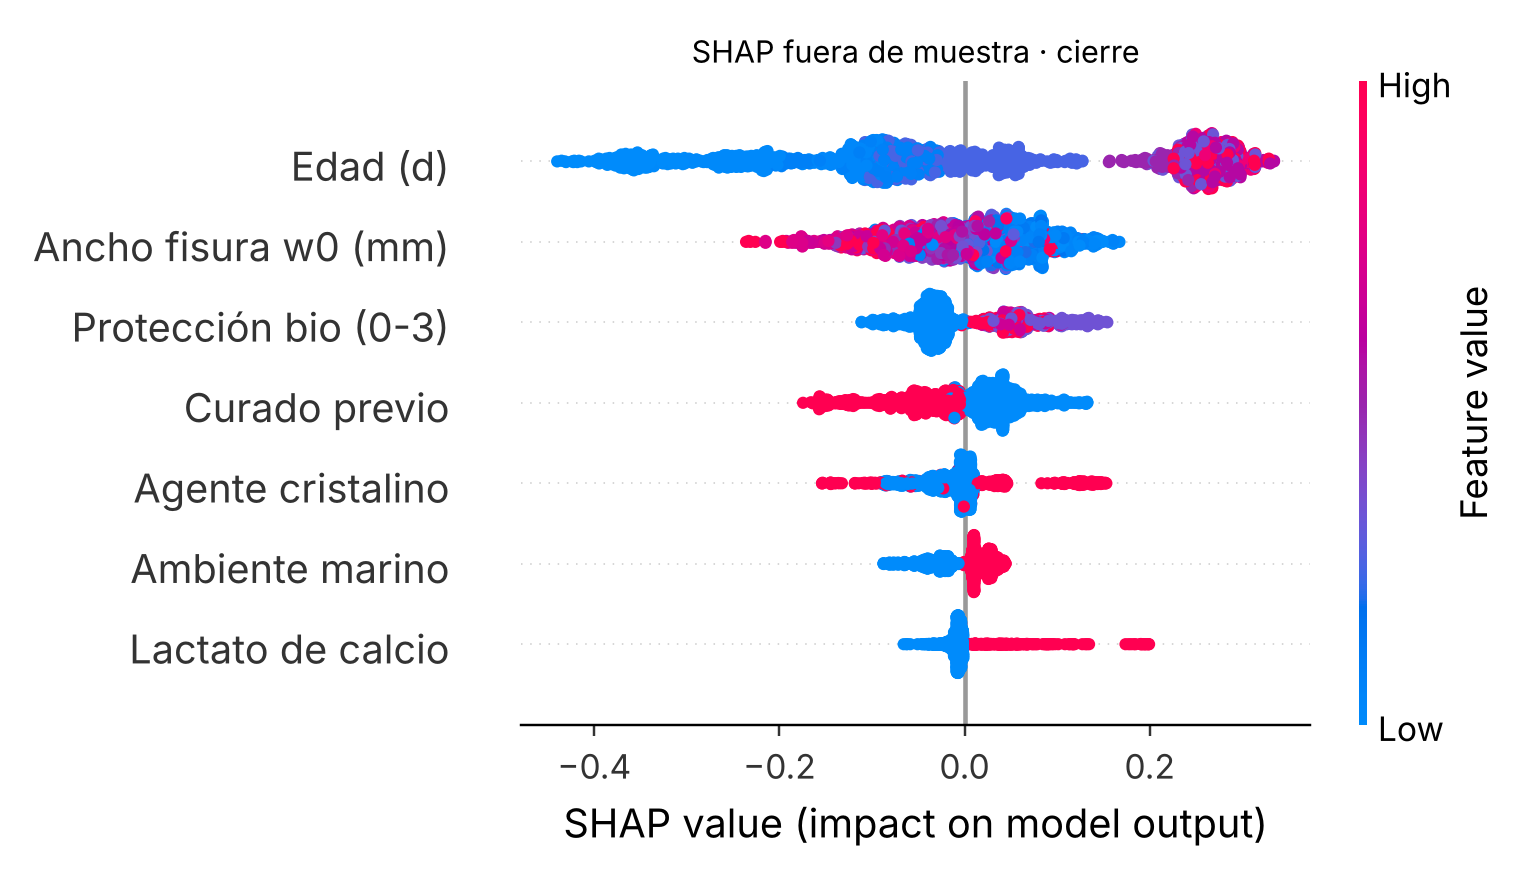 SHAP fuera de muestra · cierre
High
Edad (d)
Ancho fisura w0 (mm)
Protección bio (0-3)
Curado previo
Agente cristalino
Ambiente marino
Lactato de calcio
Feature value
Low
−0.4
−0.2
0.0
0.2
SHAP value (impact on model output)